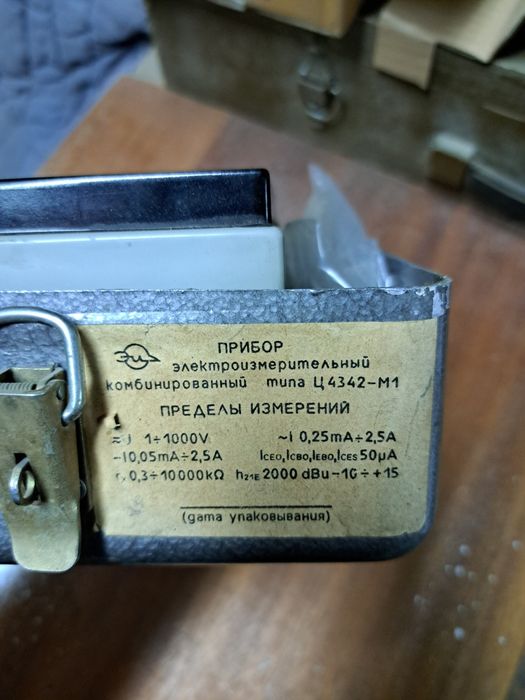 ПРИБОР
электроизмерительный
комбинированный типа Ц4342-М1
ПРЕДЕЛЫ ИЗМЕРЕНИЙ
1÷1000V ~I 0,25mA÷2,5A
-I 0,05mA÷2,5A ICEO, ICBO, IEBO, ICES 50μA
r, 0,3÷10000kΩ h21E 2000 dBu-10÷+15
(дата упаковывания)